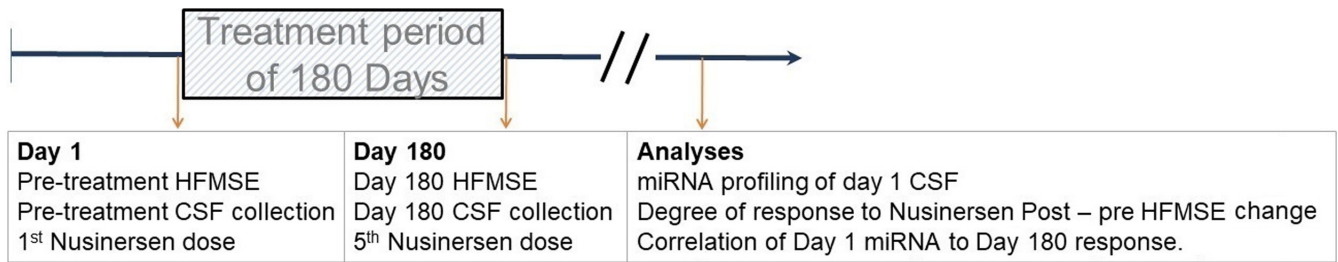 Treatment period
of 180 Days
Day 1
Pre-treatment HFMSE
Pre-treatment CSF collection
1st Nusinersen dose
Day 180
Day 180 HFMSE
Day 180 CSF collection
5th Nusinersen dose
Analyses
miRNA profiling of day 1 CSF
Degree of response to Nusinersen Post – pre HFMSE change
Correlation of Day 1 miRNA to Day 180 response.